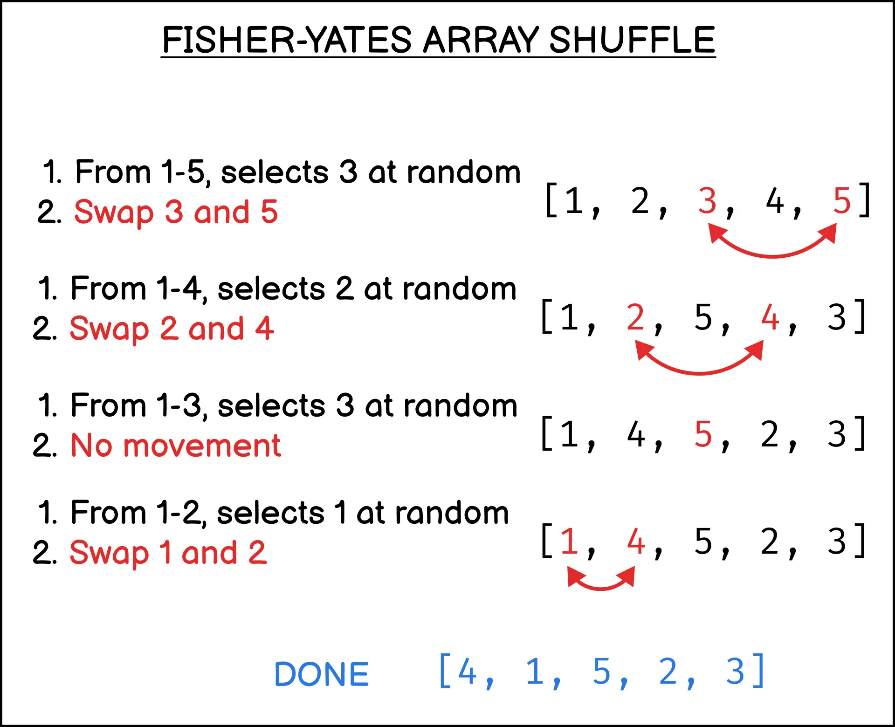 FISHER-YATES ARRAY SHUFFLE
1. From 1-5, selects 3 at random
2. Swap 3 and 5
[1, 2, 3, 4, 5]
1. From 1-4, selects 2 at random
2. Swap 2 and 4
[1, 2, 5, 4, 3]
1. From 1-3, selects 3 at random
2. No movement
[1, 4, 5, 2, 3]
1. From 1-2, selects 1 at random
2. Swap 1 and 2
[1, 4, 5, 2, 3]
DONE [4, 1, 5, 2, 3]